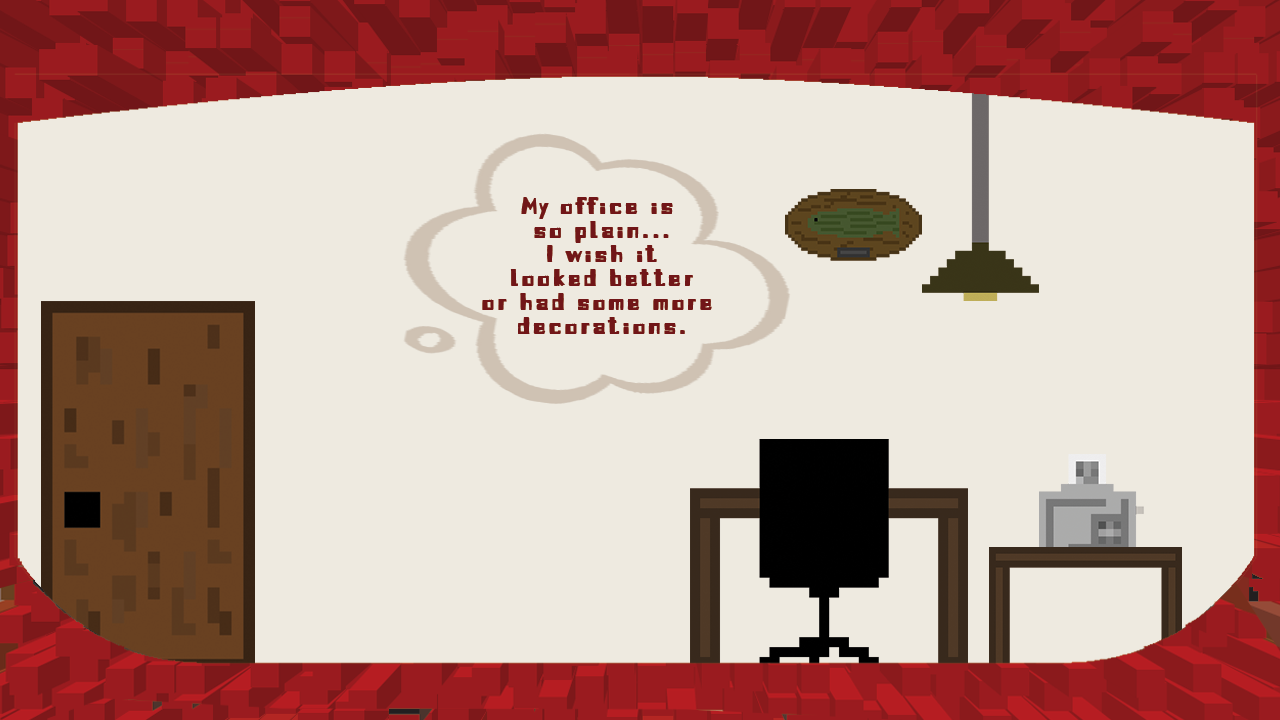 My office is
so plain...
I wish it
looked better
or had some more
decorations.